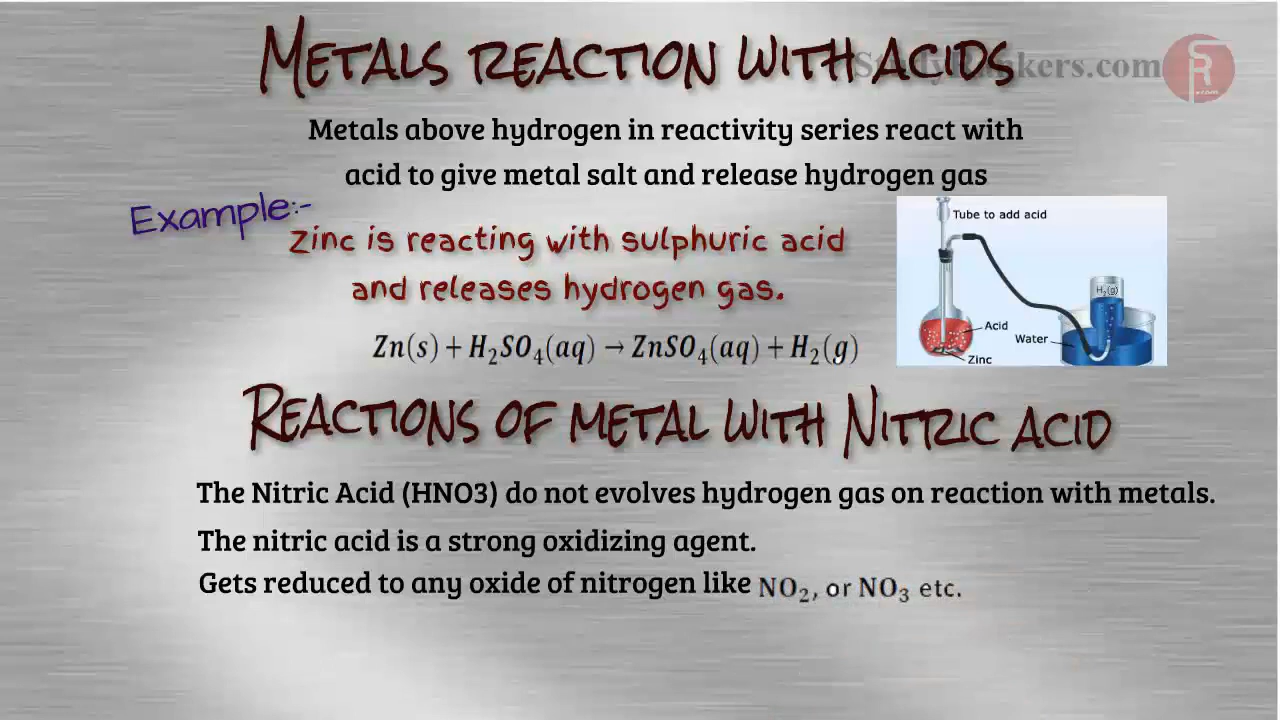 Metals reaction with acids
StudyRankers.com
SR
.com
Metals above hydrogen in reactivity series react with
acid to give metal salt and release hydrogen gas
Example:-
Zinc is reacting with sulphuric acid
and releases hydrogen gas.
Zn(s) + H₂SO₄(aq) → ZnSO₄(aq) + H₂(g)
Tube to add acid
H₂(g)
Acid
Water
Zinc
Reactions of metal with Nitric acid
The Nitric Acid (HNO3) do not evolves hydrogen gas on reaction with metals.
The nitric acid is a strong oxidizing agent.
Gets reduced to any oxide of nitrogen like NO₂, or NO₃ etc.